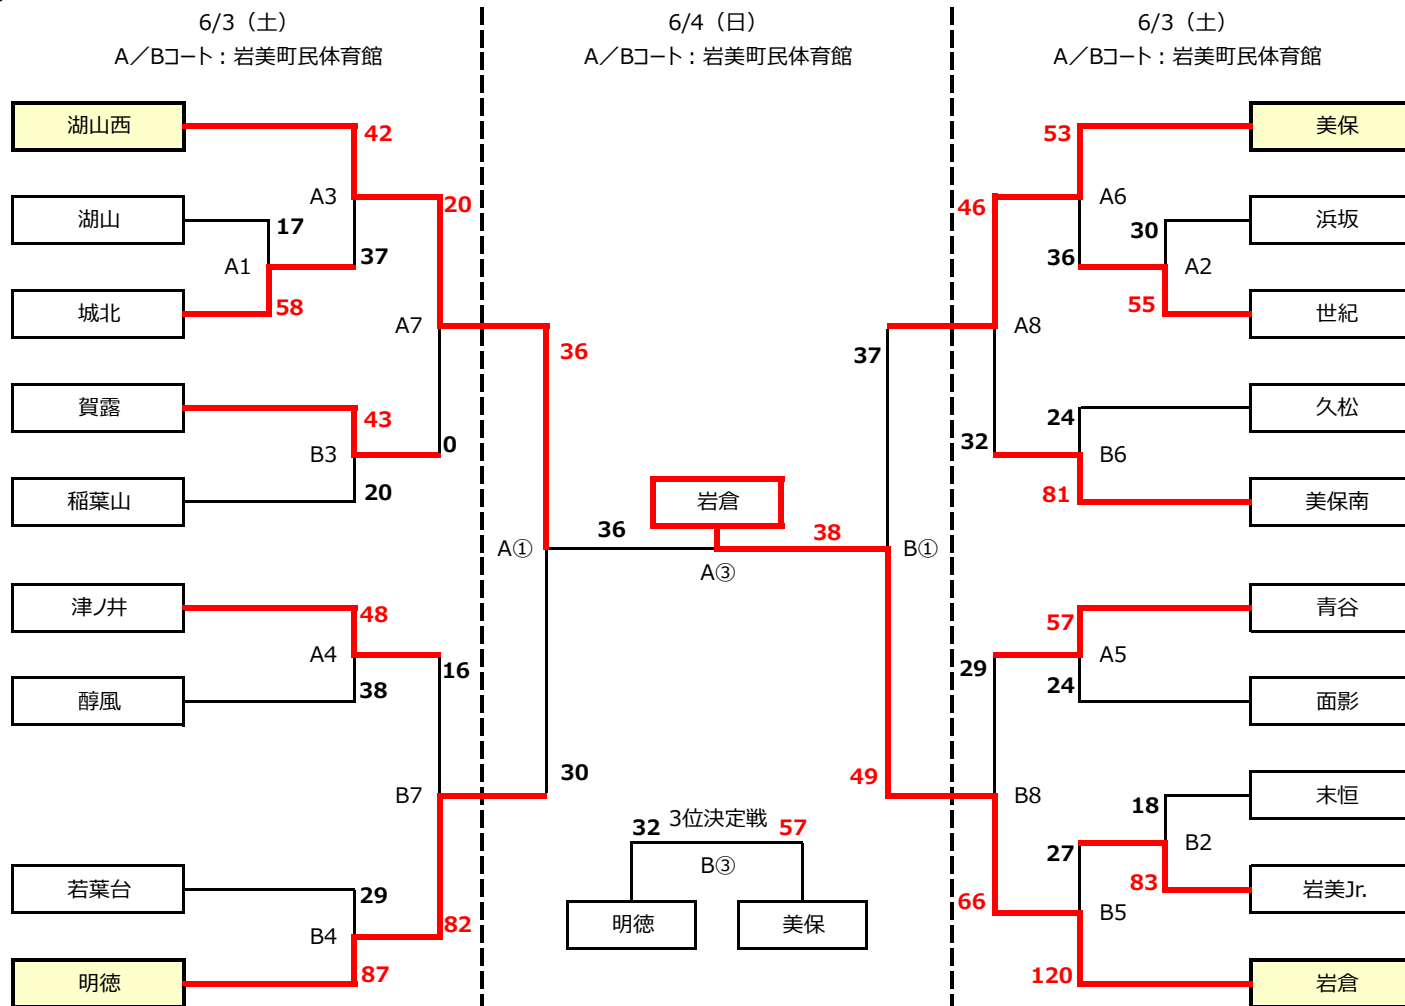 6/3（土）
6/4（日）
6/3（土）
A／Bコート：岩美町民体育館
A／Bコート：岩美町民体育館
A／Bコート：岩美町民体育館
湖山西
42
53
美保
A3
A6
湖山
17
20
46
30
浜坂
A1
37
36
A2
城北
58
55
世紀
A7
A8
36
37
賀露
43
24
久松
B3
0
32
B6
稲葉山
20
岩倉
81
美保南
A①
36
38
B①
A③
津ノ井
48
57
青谷
A4
16
29
A5
醇風
38
24
面影
30
49
B7
B8
18
末恒
32
3位決定戦
57
B2
B③
27
若葉台
29
83
岩美Jr.
82
明徳
美保
66
B4
B5
明徳
87
120
岩倉